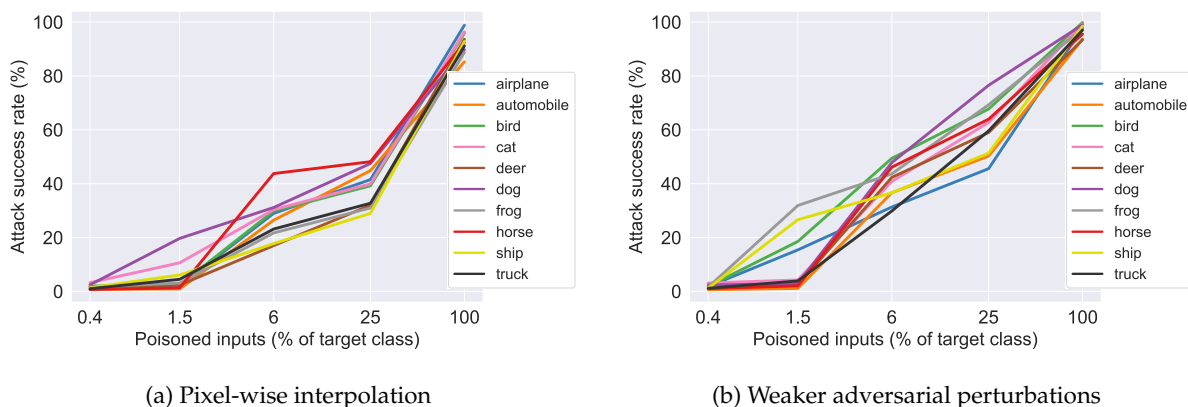 Attack success rate (%)
100
80
60
40
20
0
0.4 1.5 6 25 100
Poisoned inputs (% of target class)
airplane
automobile
bird
cat
deer
dog
frog
horse
ship
truck
(a) Pixel-wise interpolation
Attack success rate (%)
100
80
60
40
20
0
0.4 1.5 6 25 100
Poisoned inputs (% of target class)
airplane
automobile
bird
cat
deer
dog
frog
horse
ship
truck
(b) Weaker adversarial perturbations